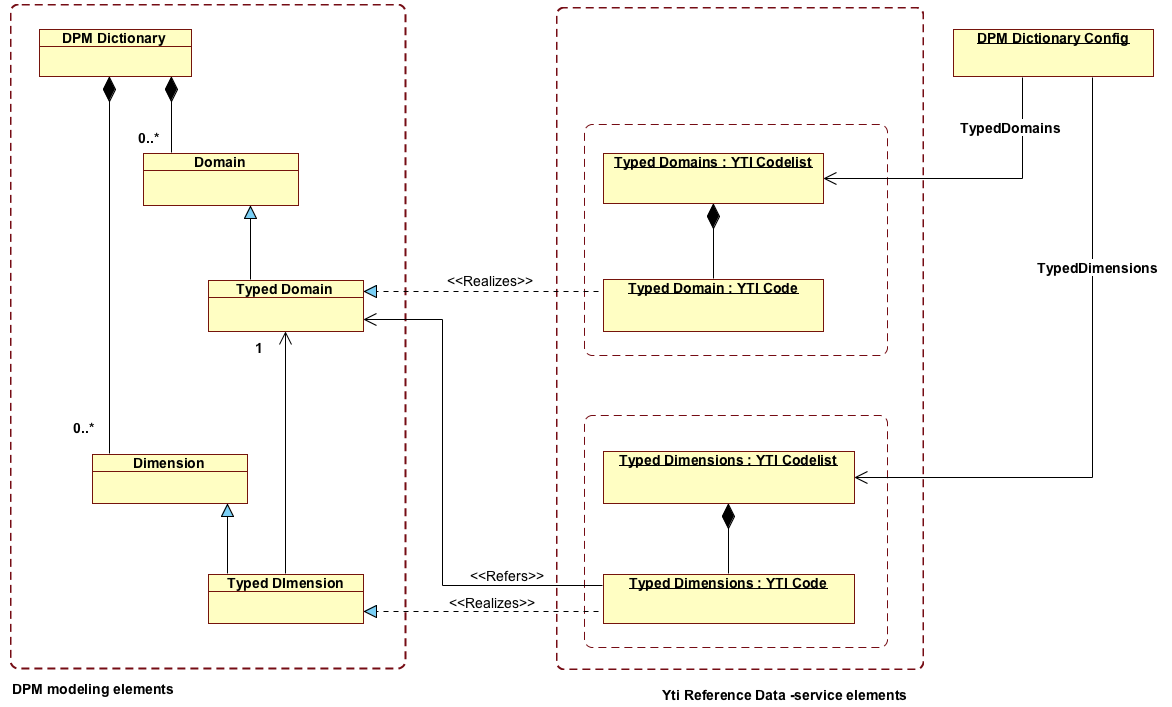 DPM Dictionary
DPM Dictionary Config
0..*
TypedDomains
Domain
Typed Domains : YTI Codelist
TypedDimensions
<<Realizes>>
Typed Domain
Typed Domain : YTI Code
1
0..*
Dimension
Typed Dimensions : YTI Codelist
<<Refers>>
Typed DImension
Typed Dimensions : YTI Code
<<Realizes>>
DPM modeling elements
Yti Reference Data -service elements